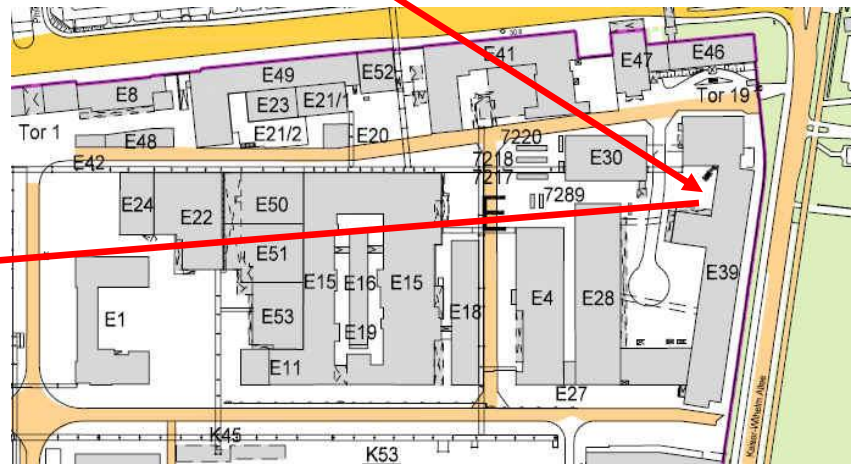 50.8
E41
E47
E46
E49
E52
E8
E23
E21/1
Tor 19
Tor 1
E48
E21/2
E20
7220
7218
7217
E30
E42
7289
E24
E22
E50
E51
E39
E15
E16
E15
E18
E4
E28
E1
E53
E19
E11
E27
K45
K53
Kaiser-Wilhelm Allee